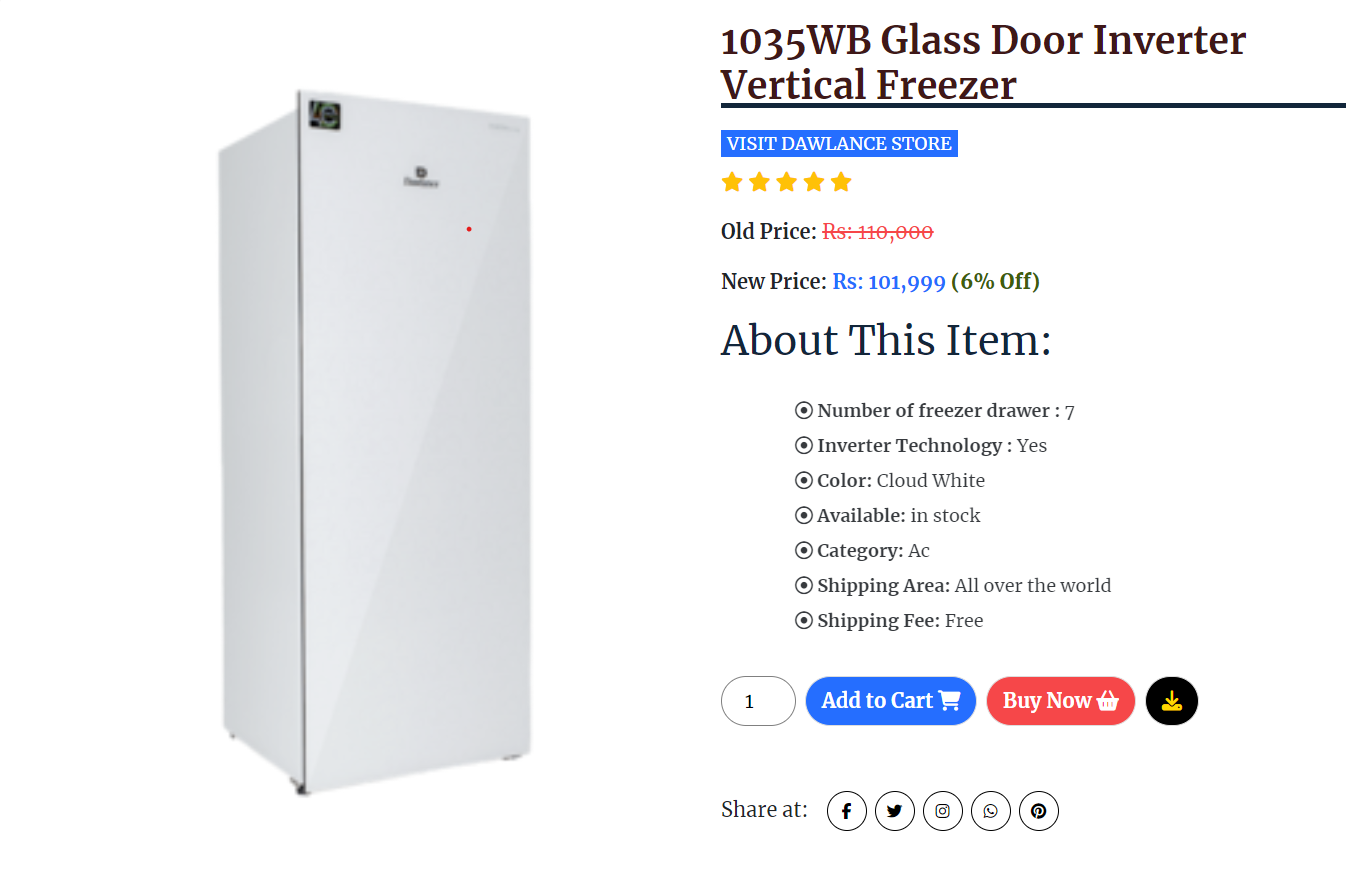 1035WB Glass Door Inverter
Vertical Freezer
VISIT DAWLANCE STORE
Old Price: Rs: 110,000
New Price: Rs: 101,999 (6% Off)
About This Item:
Number of freezer drawer : 7
Inverter Technology : Yes
Color: Cloud White
Available: in stock
Category: Ac
Shipping Area: All over the world
Shipping Fee: Free
1 Add to Cart Buy Now
Share at: